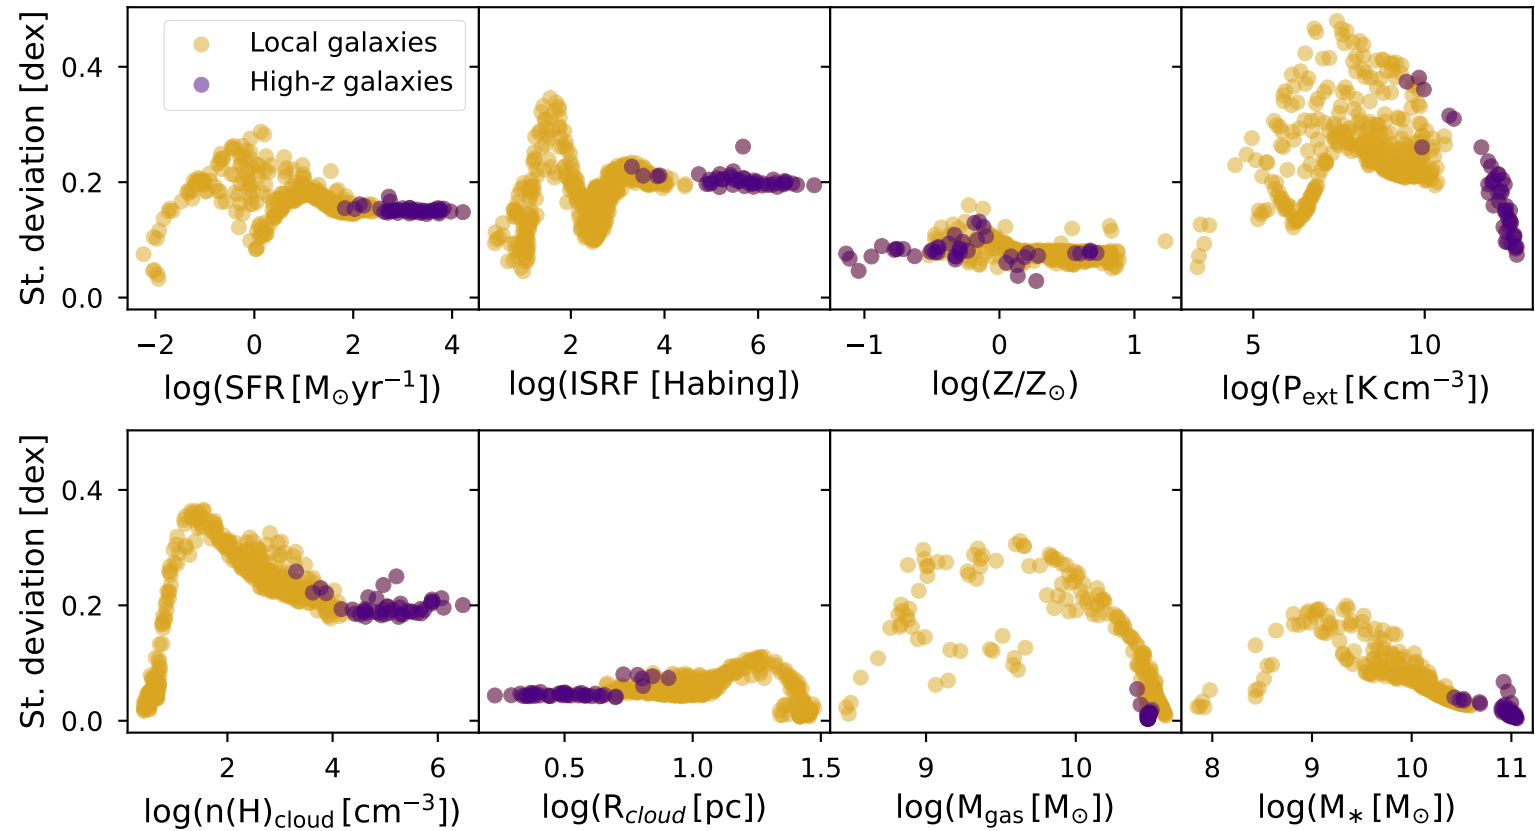 St. deviation [dex]
0.4
0.2
0.0
Local galaxies
High-z galaxies
−2 0 2 4
2 4 6
−1 0 1
5 10
log(SFR [M⊙yr⁻¹])
log(ISRF [Habing])
log(Z/Z⊙)
log(Pext [K cm⁻³])
St. deviation [dex]
0.4
0.2
0.0
2 4 6
0.5 1.0 1.5
9 10
8 9 10 11
log(n(H)cloud [cm⁻³])
log(Rcloud [pc])
log(Mgas [M⊙])
log(M∗ [M⊙])